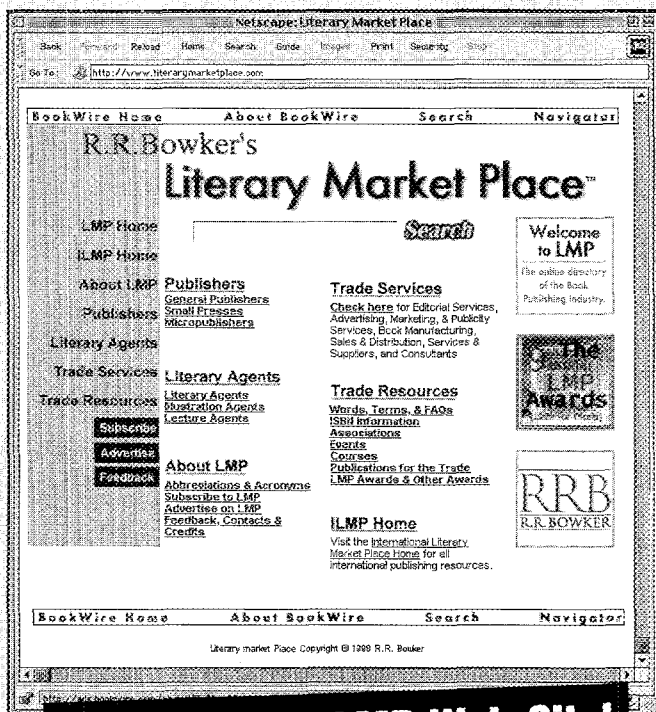 Netscape: Literary Market Place
Back Forward Reload Home Search Guide Images Print Security Stop
Go To: http://www.literarymarketplace.com
BookWire Home About BookWire Search Navigator
R.R.Bowker's
Literary Market Place™
Search
LMP Home
ILMP Home
About LMP
Publishers
Literary Agents
Trade Services
Trade Resources
Subscribe
Advertise
Feedback
Publishers
General Publishers
Small Presses
Micropublishers
Literary Agents
Literary Agents
Illustration Agents
Lecture Agents
About LMP
Abbreviations & Acronyms
Subscribe to LMP
Advertise on LMP
Feedback, Contacts &
Credits
Trade Services
Check here for Editorial Services,
Advertising, Marketing, & Publicity
Services, Book Manufacturing,
Sales & Distribution, Services &
Suppliers, and Consultants
Trade Resources
Words, Terms, & FAQs
ISBN Information
Associations
Events
Courses
Publications for the Trade
LMP Awards & Other Awards
ILMP Home
Visit the International Literary
Market Place Home for all
international publishing resources.
Welcome
to LMP
The online directory
of the Book
Publishing Industry.
The
LMP
Awards
RRB
R.R. BOWKER
BookWire Home About BookWire Search Navigator
Literary market Place Copyright © 1998 R.R. Bowker